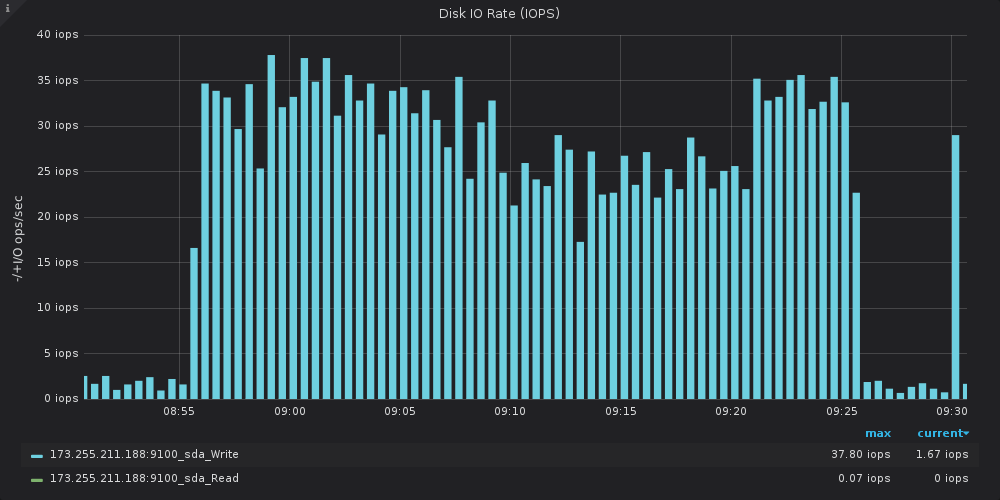 i
Disk IO Rate (IOPS)
-/+I/O ops/sec
40 iops
35 iops
30 iops
25 iops
20 iops
15 iops
10 iops
5 iops
0 iops
08:55 09:00 09:05 09:10 09:15 09:20 09:25 09:30
max current
173.255.211.188:9100_sda_Write 37.80 iops 1.67 iops
173.255.211.188:9100_sda_Read 0.07 iops 0 iops